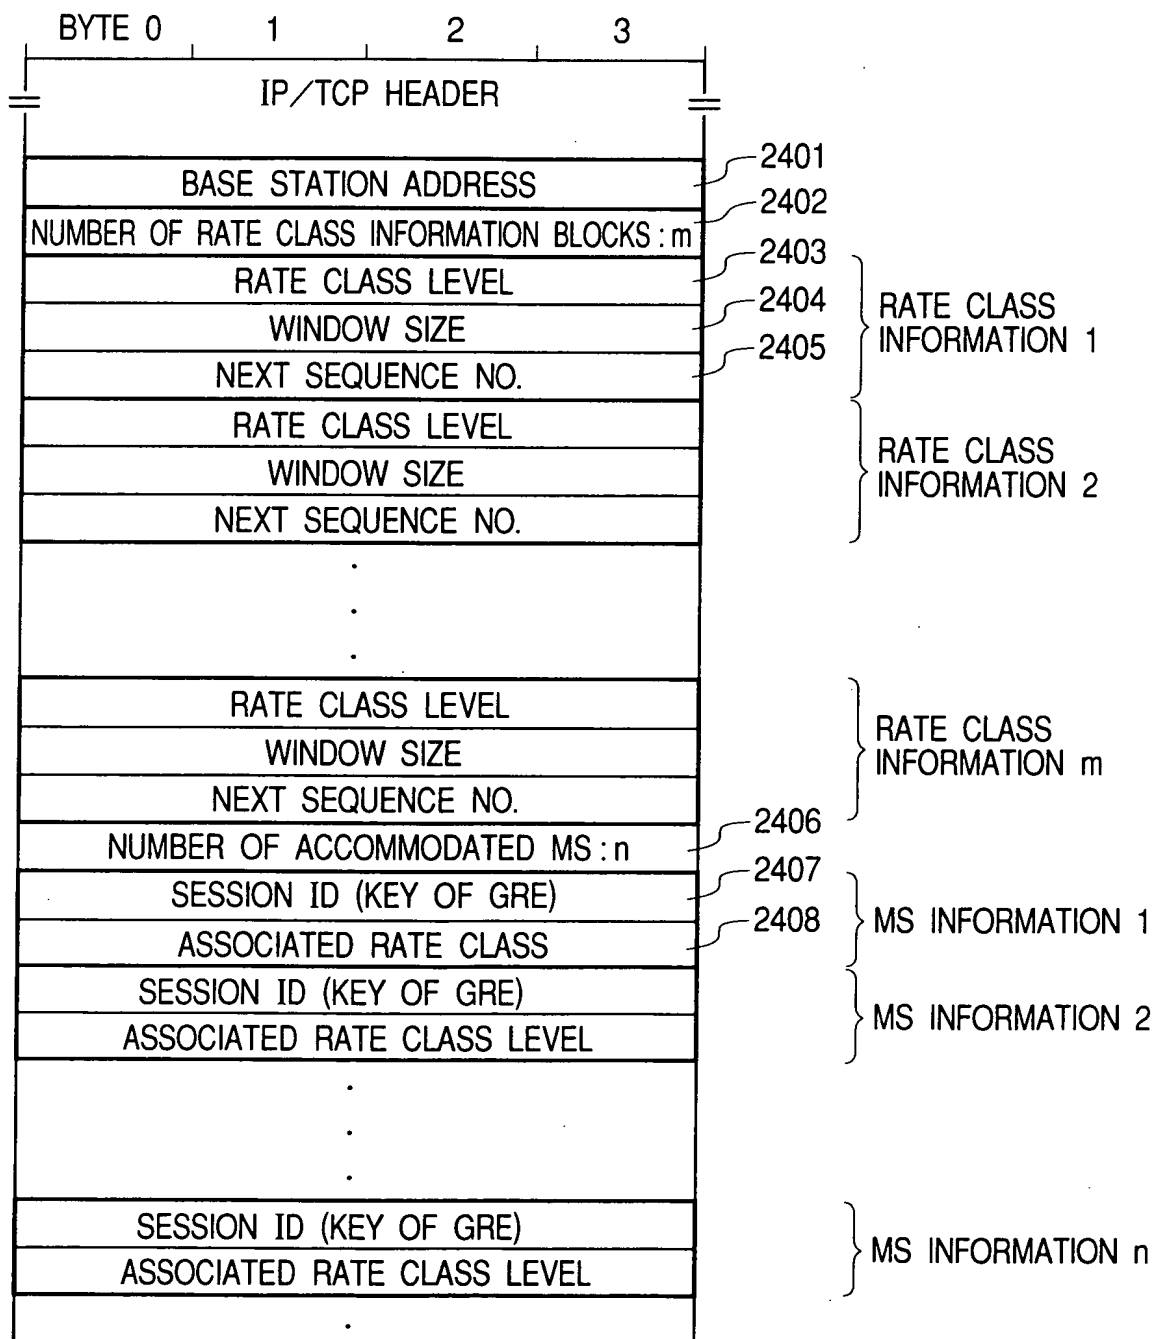 BYTE 0 1 2 3
IP/TCP HEADER
BASE STATION ADDRESS 2401
NUMBER OF RATE CLASS INFORMATION BLOCKS : m 2402
RATE CLASS LEVEL 2403
WINDOW SIZE 2404
NEXT SEQUENCE NO. 2405
RATE CLASS
INFORMATION 1
RATE CLASS LEVEL
WINDOW SIZE
NEXT SEQUENCE NO.
RATE CLASS
INFORMATION 2
RATE CLASS LEVEL
WINDOW SIZE
NEXT SEQUENCE NO.
RATE CLASS
INFORMATION m
NUMBER OF ACCOMMODATED MS : n 2406
SESSION ID (KEY OF GRE) 2407
ASSOCIATED RATE CLASS 2408
MS INFORMATION 1
SESSION ID (KEY OF GRE)
ASSOCIATED RATE CLASS LEVEL
MS INFORMATION 2
SESSION ID (KEY OF GRE)
ASSOCIATED RATE CLASS LEVEL
MS INFORMATION n